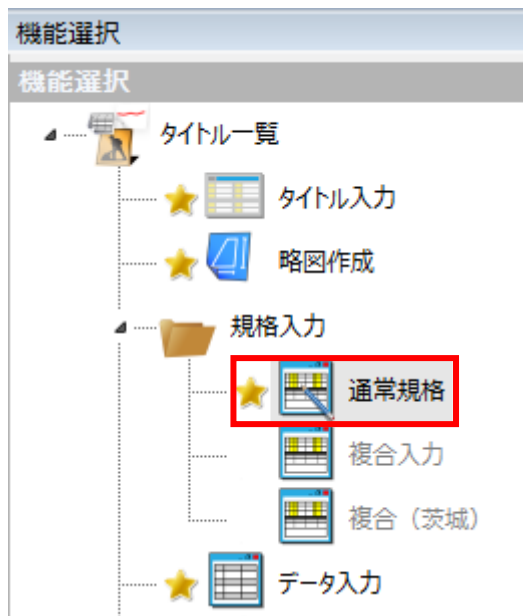 機能選択
機能選択
タイトル一覧
タイトル入力
略図作成
規格入力
通常規格
複合入力
複合（茨城）
データ入力